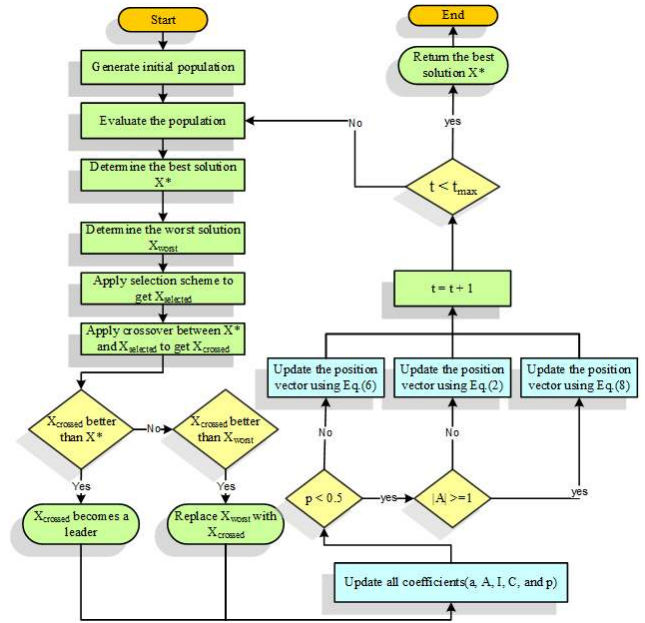 Start
Generate initial population
Evaluate the population
Determine the best solution
X*
Determine the worst solution
Xworst
Apply selection scheme to
get Xselected
Apply crossover between X*
and Xselected to get Xcrossed
Xcrossed better
than X*
No
Xcrossed better
than Xworst
Yes
Yes
Xcrossed becomes a
leader
Replace Xworst with
Xcrossed
Update all coefficients(a, A, I, C, and p)
p < 0.5
yes
|A| >=1
yes
No
No
Update the position
vector using Eq.(6)
Update the position
vector using Eq.(2)
Update the position
vector using Eq.(8)
t = t + 1
t < tmax
No
yes
Return the best
solution X*
End